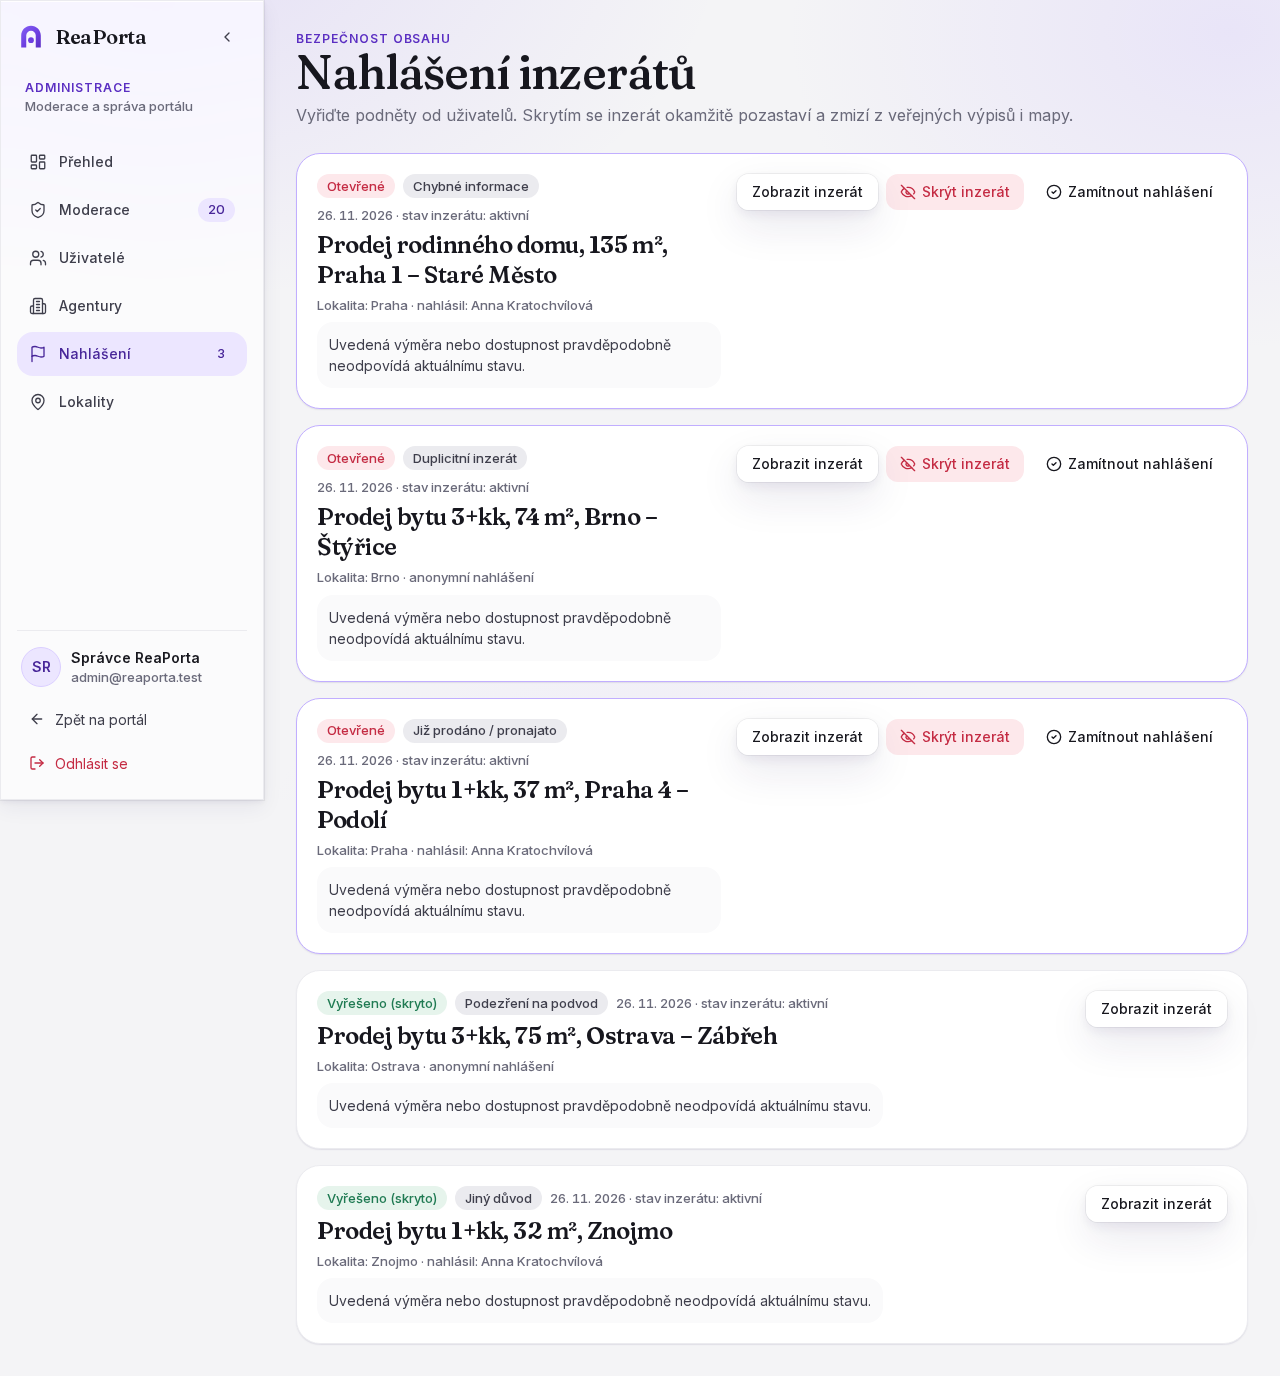 ReaPorta
ADMINISTRACE
Moderace a správa portálu
Přehled
Moderace 20
Uživatelé
Agentury
Nahlášení 3
Lokality
SR
Správce ReaPorta
admin@reaporta.test
Zpět na portál
Odhlásit se
BEZPEČNOST OBSAHU
Nahlášení inzerátů
Vyřiďte podněty od uživatelů. Skrytím se inzerát okamžitě pozastaví a zmizí z veřejných výpisů i mapy.
Otevřené Chybné informace
26. 11. 2026 · stav inzerátu: aktivní
Prodej rodinného domu, 135 m²,
Praha 1 – Staré Město
Lokalita: Praha · nahlásil: Anna Kratochvílová
Uvedená výměra nebo dostupnost pravděpodobně
neodpovídá aktuálnímu stavu.
Zobrazit inzerát Skrýt inzerát Zamítnout nahlášení
Otevřené Duplicitní inzerát
26. 11. 2026 · stav inzerátu: aktivní
Prodej bytu 3+kk, 74 m², Brno –
Štýřice
Lokalita: Brno · anonymní nahlášení
Uvedená výměra nebo dostupnost pravděpodobně
neodpovídá aktuálnímu stavu.
Zobrazit inzerát Skrýt inzerát Zamítnout nahlášení
Otevřené Již prodáno / pronajato
26. 11. 2026 · stav inzerátu: aktivní
Prodej bytu 1+kk, 37 m², Praha 4 –
Podolí
Lokalita: Praha · nahlásil: Anna Kratochvílová
Uvedená výměra nebo dostupnost pravděpodobně
neodpovídá aktuálnímu stavu.
Zobrazit inzerát Skrýt inzerát Zamítnout nahlášení
Vyřešeno (skryto) Podezření na podvod 26. 11. 2026 · stav inzerátu: aktivní
Prodej bytu 3+kk, 75 m², Ostrava – Zábřeh
Lokalita: Ostrava · anonymní nahlášení
Uvedená výměra nebo dostupnost pravděpodobně neodpovídá aktuálnímu stavu.
Zobrazit inzerát
Vyřešeno (skryto) Jiný důvod 26. 11. 2026 · stav inzerátu: aktivní
Prodej bytu 1+kk, 32 m², Znojmo
Lokalita: Znojmo · nahlásil: Anna Kratochvílová
Uvedená výměra nebo dostupnost pravděpodobně neodpovídá aktuálnímu stavu.
Zobrazit inzerát